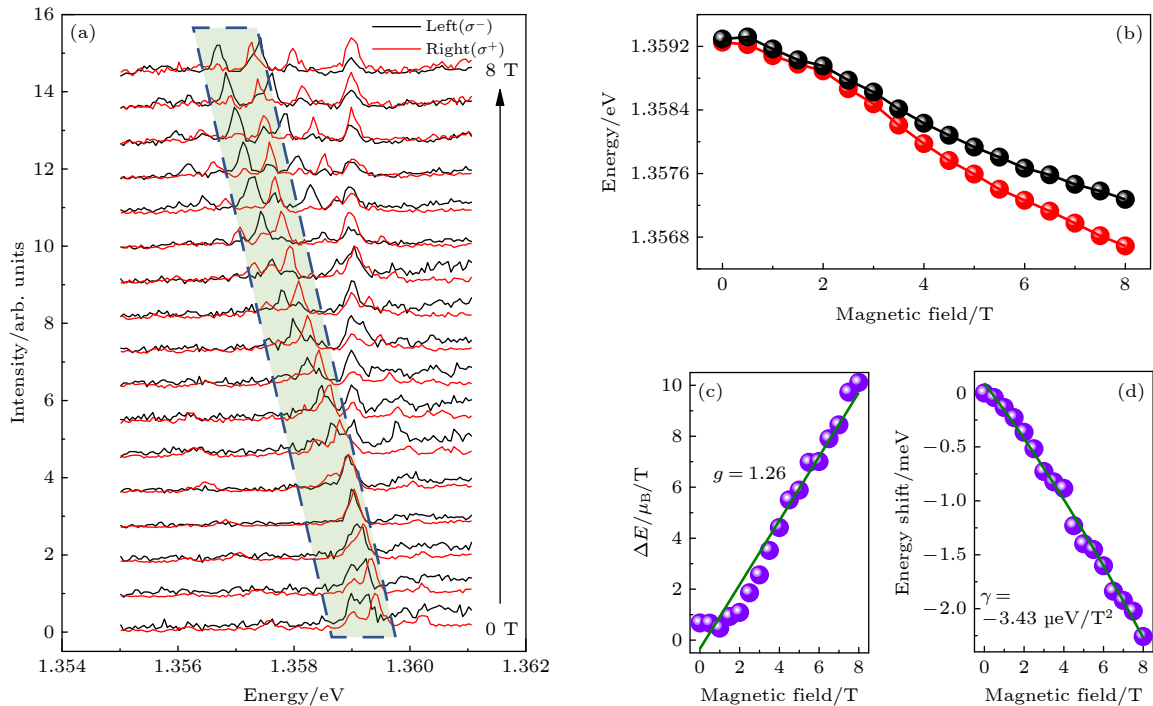 (a)
Left(σ⁻)
Right(σ⁺)
8 T
0 T
16
14
12
10
8
6
4
2
0
Intensity/arb. units
1.354
1.356
1.358
1.360
1.362
Energy/eV
(b)
1.3592
1.3584
1.3576
1.3568
Energy/eV
0
2
4
6
8
Magnetic field/T
(c)
10
8
6
4
2
0
ΔE/μB/T
g = 1.26
0
2
4
6
8
Magnetic field/T
(d)
0
−0.5
−1.0
−1.5
−2.0
Energy shift/meV
γ =
−3.43 μeV/T²
0
2
4
6
8
Magnetic field/T